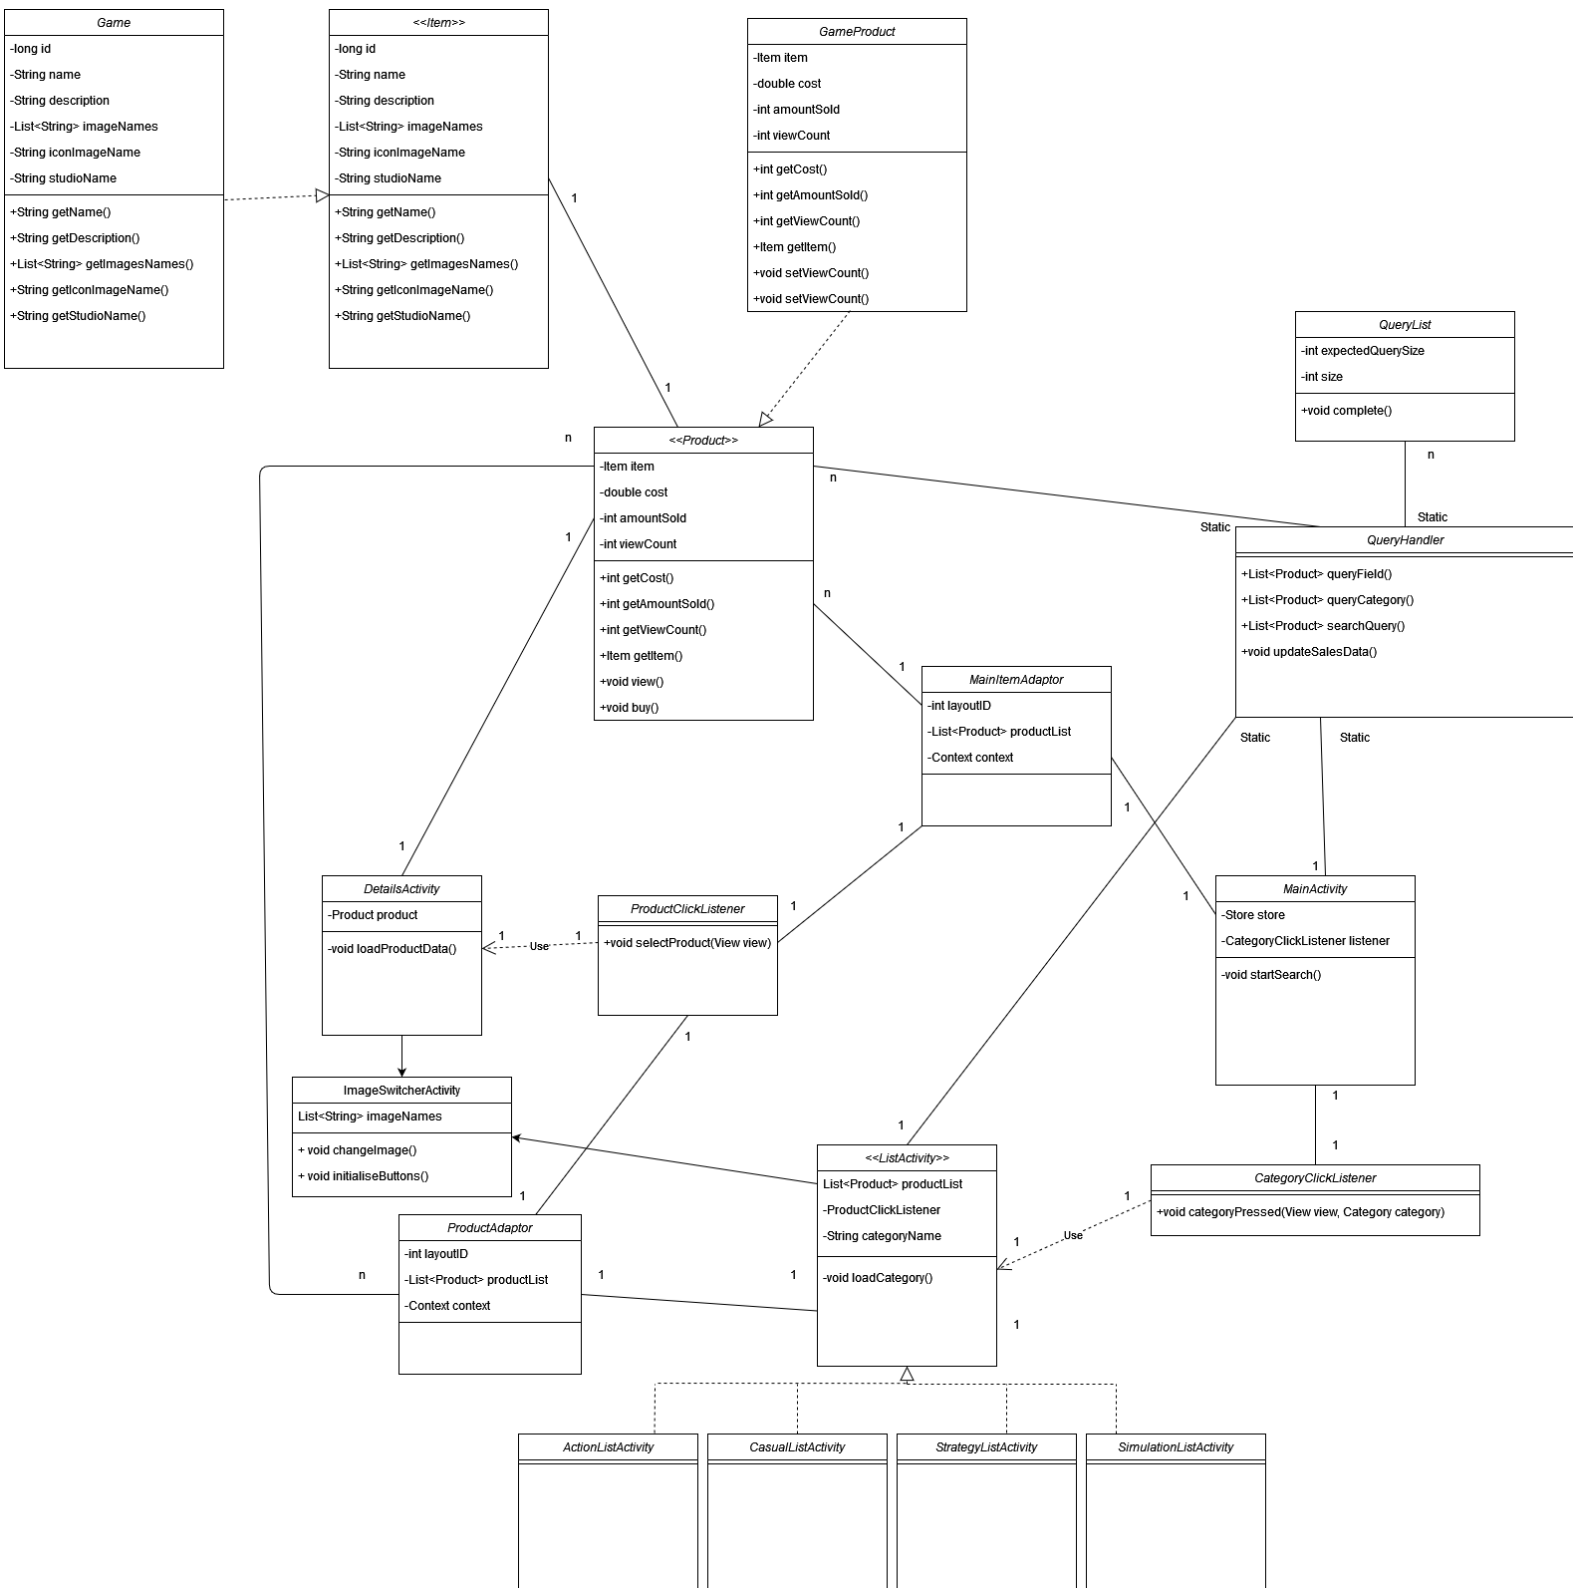 Game
-long id
-String name
-String description
-List<String> imageNames
-String iconImageName
-String studioName
+String getName()
+String getDescription()
+List<String> getImagesNames()
+String getIconImageName()
+String getStudioName()
<<Item>>
-long id
-String name
-String description
-List<String> imageNames
-String iconImageName
-String studioName
+String getName()
+String getDescription()
+List<String> getImagesNames()
+String getIconImageName()
+String getStudioName()
1
1
GameProduct
-Item item
-double cost
-int amountSold
-int viewCount
+int getCost()
+int getAmountSold()
+int getViewCount()
+Item getItem()
+void setViewCount()
+void setViewCount()
QueryList
-int expectedQuerySize
-int size
+void complete()
n
Static
n
<<Product>>
-Item item
-double cost
-int amountSold
-int viewCount
+int getCost()
+int getAmountSold()
+int getViewCount()
+Item getItem()
+void view()
+void buy()
n
1
n
Static
QueryHandler
+List<Product> queryField()
+List<Product> queryCategory()
+List<Product> searchQuery()
+void updateSalesData()
Static
Static
1
MainItemAdaptor
-int layoutID
-List<Product> productList
-Context context
1
1
1
1
DetailsActivity
-Product product
-void loadProductData()
1
Use
1
ProductClickListener
+void selectProduct(View view)
1
1
1
MainActivity
-Store store
-CategoryClickListener listener
-void startSearch()
1
1
ImageSwitcherActivity
List<String> imageNames
+ void changeImage()
+ void initialiseButtons()
1
ProductAdaptor
-int layoutID
-List<Product> productList
-Context context
n
1
1
1
<<ListActivity>>
List<Product> productList
-ProductClickListener
-String categoryName
-void loadCategory()
1
Use
1
1
CategoryClickListener
+void categoryPressed(View view, Category category)
ActionListActivity
CasualListActivity
StrategyListActivity
SimulationListActivity